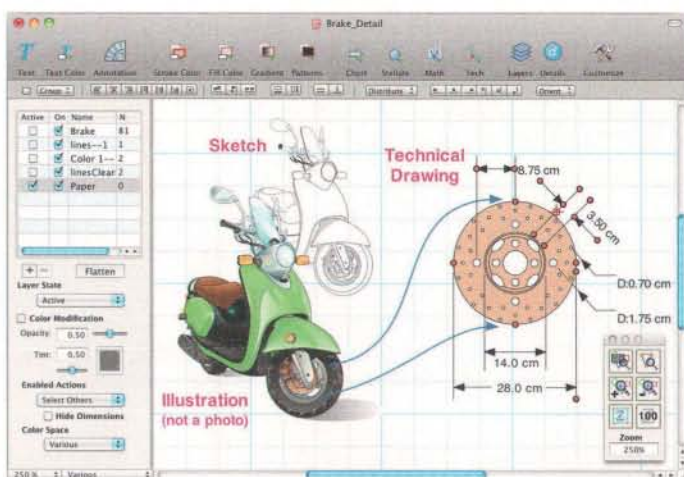 Brake_Detail
Text Text Color Annotation Stroke Color Fill Color Gradient Patterns Chart Violate Math Tech Layers Details Customize
Group Distribute Orient
Active On Name N
Brake 81
lines--1 1
Color 1-- 2
linesClear 2
Paper 0
+ − Flatten
Layer State
Active
Color Modification
Opacity: 0.50
Tint: 0.50
Enabled Actions
Select Others
Hide Dimensions
Color Space
Various
250 % Various
Sketch
Technical
Drawing
Illustration
(not a photo)
8.75 cm
3.50 cm
D:0.70 cm
D:1.75 cm
14.0 cm
28.0 cm
Z 1:00
Zoom
250%